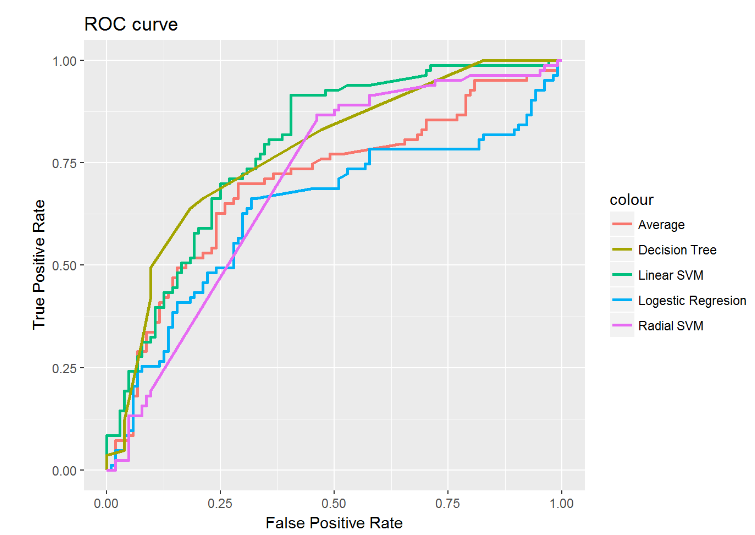 ROC curve
1.00
0.75
0.50
0.25
0.00
True Positive Rate
0.00 0.25 0.50 0.75 1.00
False Positive Rate
colour
Average
Decision Tree
Linear SVM
Logestic Regresion
Radial SVM